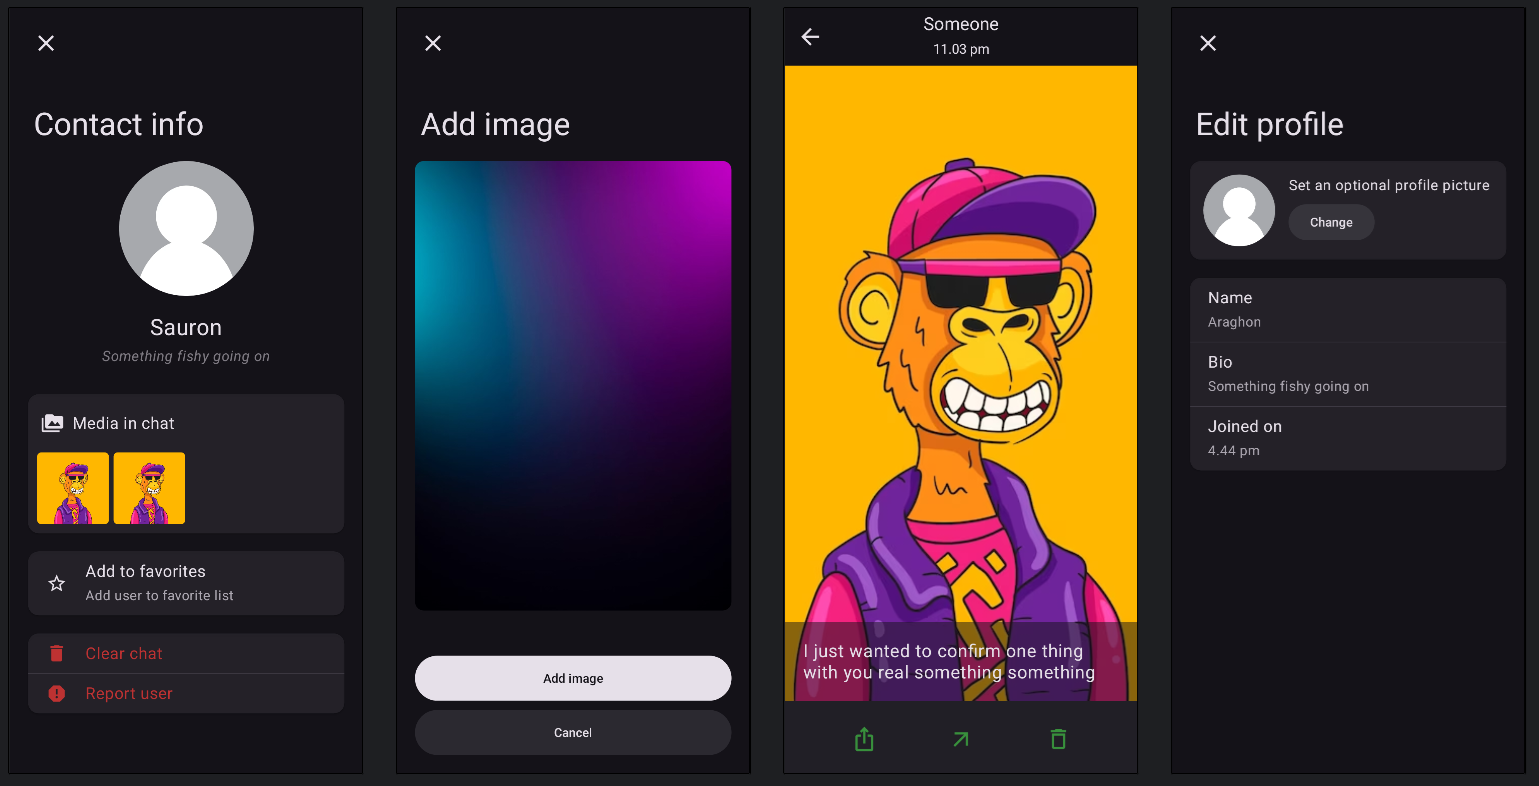 Contact info
Sauron
Something fishy going on
Media in chat
Add to favorites
Add user to favorite list
Clear chat
Report user
Add image
Add image
Cancel
Someone
11.03 pm
I just wanted to confirm one thing
with you real something something
Edit profile
Set an optional profile picture
Change
Name
Araghon
Bio
Something fishy going on
Joined on
4.44 pm